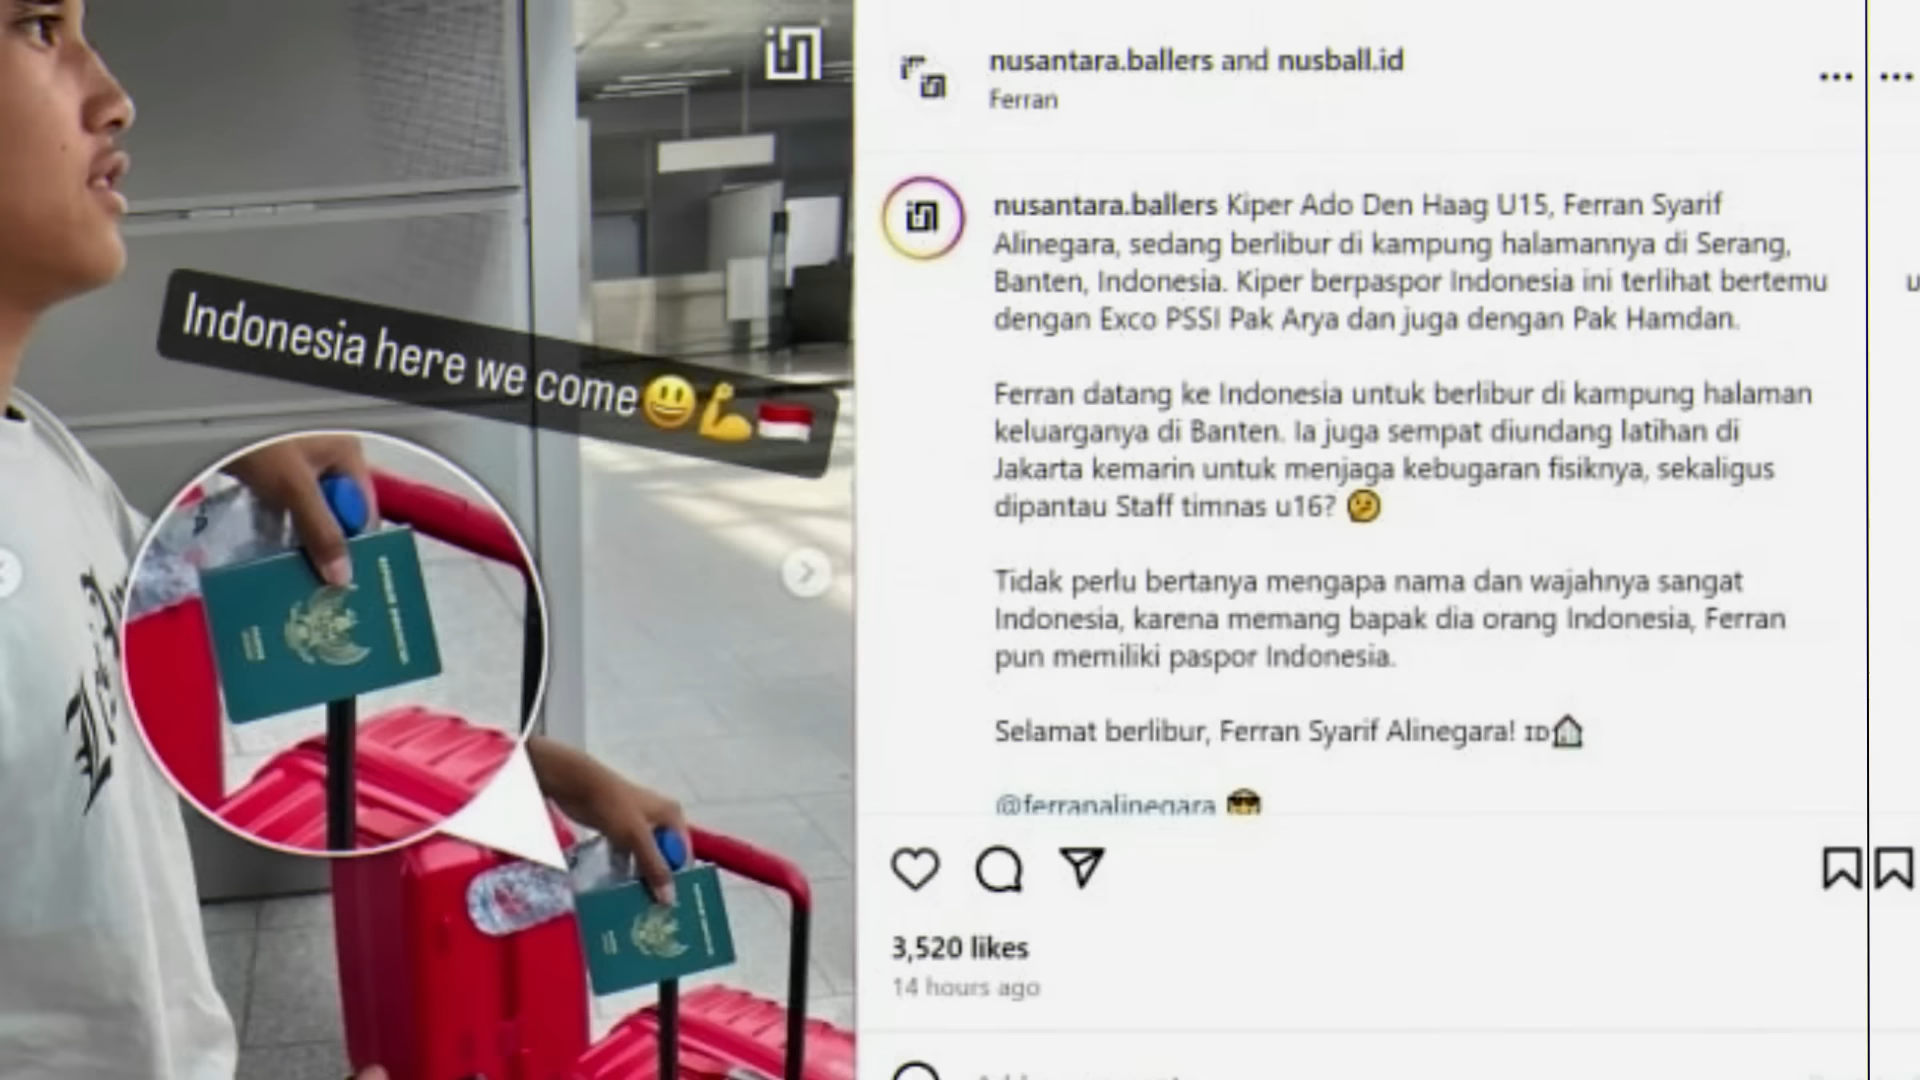 Indonesia here we come😃💪🇮🇩
nusantara.ballers and nusball.id
Ferran
nusantara.ballers Kiper Ado Den Haag U15, Ferran Syarif
Alinegara, sedang berlibur di kampung halamannya di Serang,
Banten, Indonesia. Kiper berpaspor Indonesia ini terlihat bertemu
dengan Exco PSSI Pak Arya dan juga dengan Pak Hamdan.
Ferran datang ke Indonesia untuk berlibur di kampung halaman
keluarganya di Banten. Ia juga sempat diundang latihan di
Jakarta kemarin untuk menjaga kebugaran fisiknya, sekaligus
dipantau Staff timnas u16? 🤔
Tidak perlu bertanya mengapa nama dan wajahnya sangat
Indonesia, karena memang bapak dia orang Indonesia, Ferran
pun memiliki paspor Indonesia.
Selamat berlibur, Ferran Syarif Alinegara! ID🏠
@ferranalinegara 😎
3,520 likes
14 hours ago